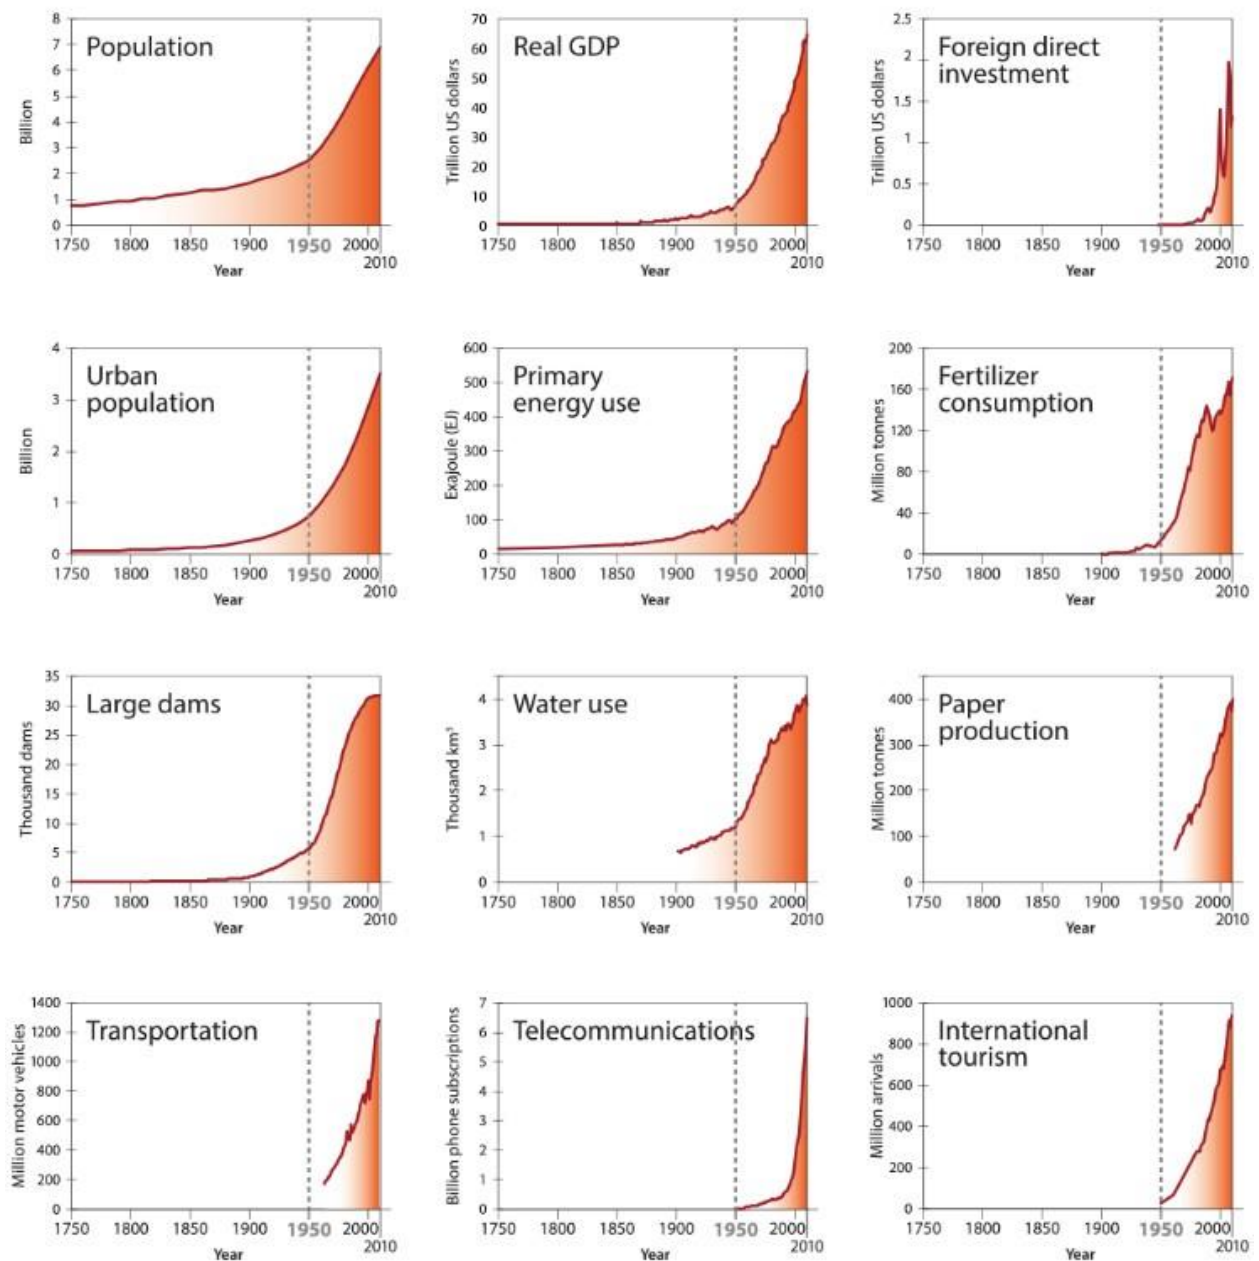 Population
Billion
8
7
6
5
4
3
2
1
0
1750 1800 1850 1900 1950 2000
2010
Year
Real GDP
Trillion US dollars
70
60
50
40
30
20
10
0
1750 1800 1850 1900 1950 2000
2010
Year
Foreign direct
investment
Trillion US dollars
2.5
2
1.5
1
0.5
0
1750 1800 1850 1900 1950 2000
2010
Year
Urban
population
Billion
4
3
2
1
0
1750 1800 1850 1900 1950 2000
2010
Year
Primary
energy use
Exajoule (EJ)
600
500
400
300
200
100
0
1750 1800 1850 1900 1950 2000
2010
Year
Fertilizer
consumption
Million tonnes
200
160
120
80
40
0
1750 1800 1850 1900 1950 2000
2010
Year
Large dams
Thousand dams
35
30
25
20
15
10
5
0
1750 1800 1850 1900 1950 2000
2010
Year
Water use
Thousand km³
4
3
2
1
0
1750 1800 1850 1900 1950 2000
2010
Year
Paper
production
Million tonnes
400
300
200
100
0
1750 1800 1850 1900 1950 2000
2010
Year
Transportation
Million motor vehicles
1400
1200
1000
800
600
400
200
0
1750 1800 1850 1900 1950 2000
2010
Year
Telecommunications
Billion phone subscriptions
7
6
5
4
3
2
1
0
1750 1800 1850 1900 1950 2000
2010
Year
International
tourism
Million arrivals
1000
800
600
400
200
0
1750 1800 1850 1900 1950 2000
2010
Year